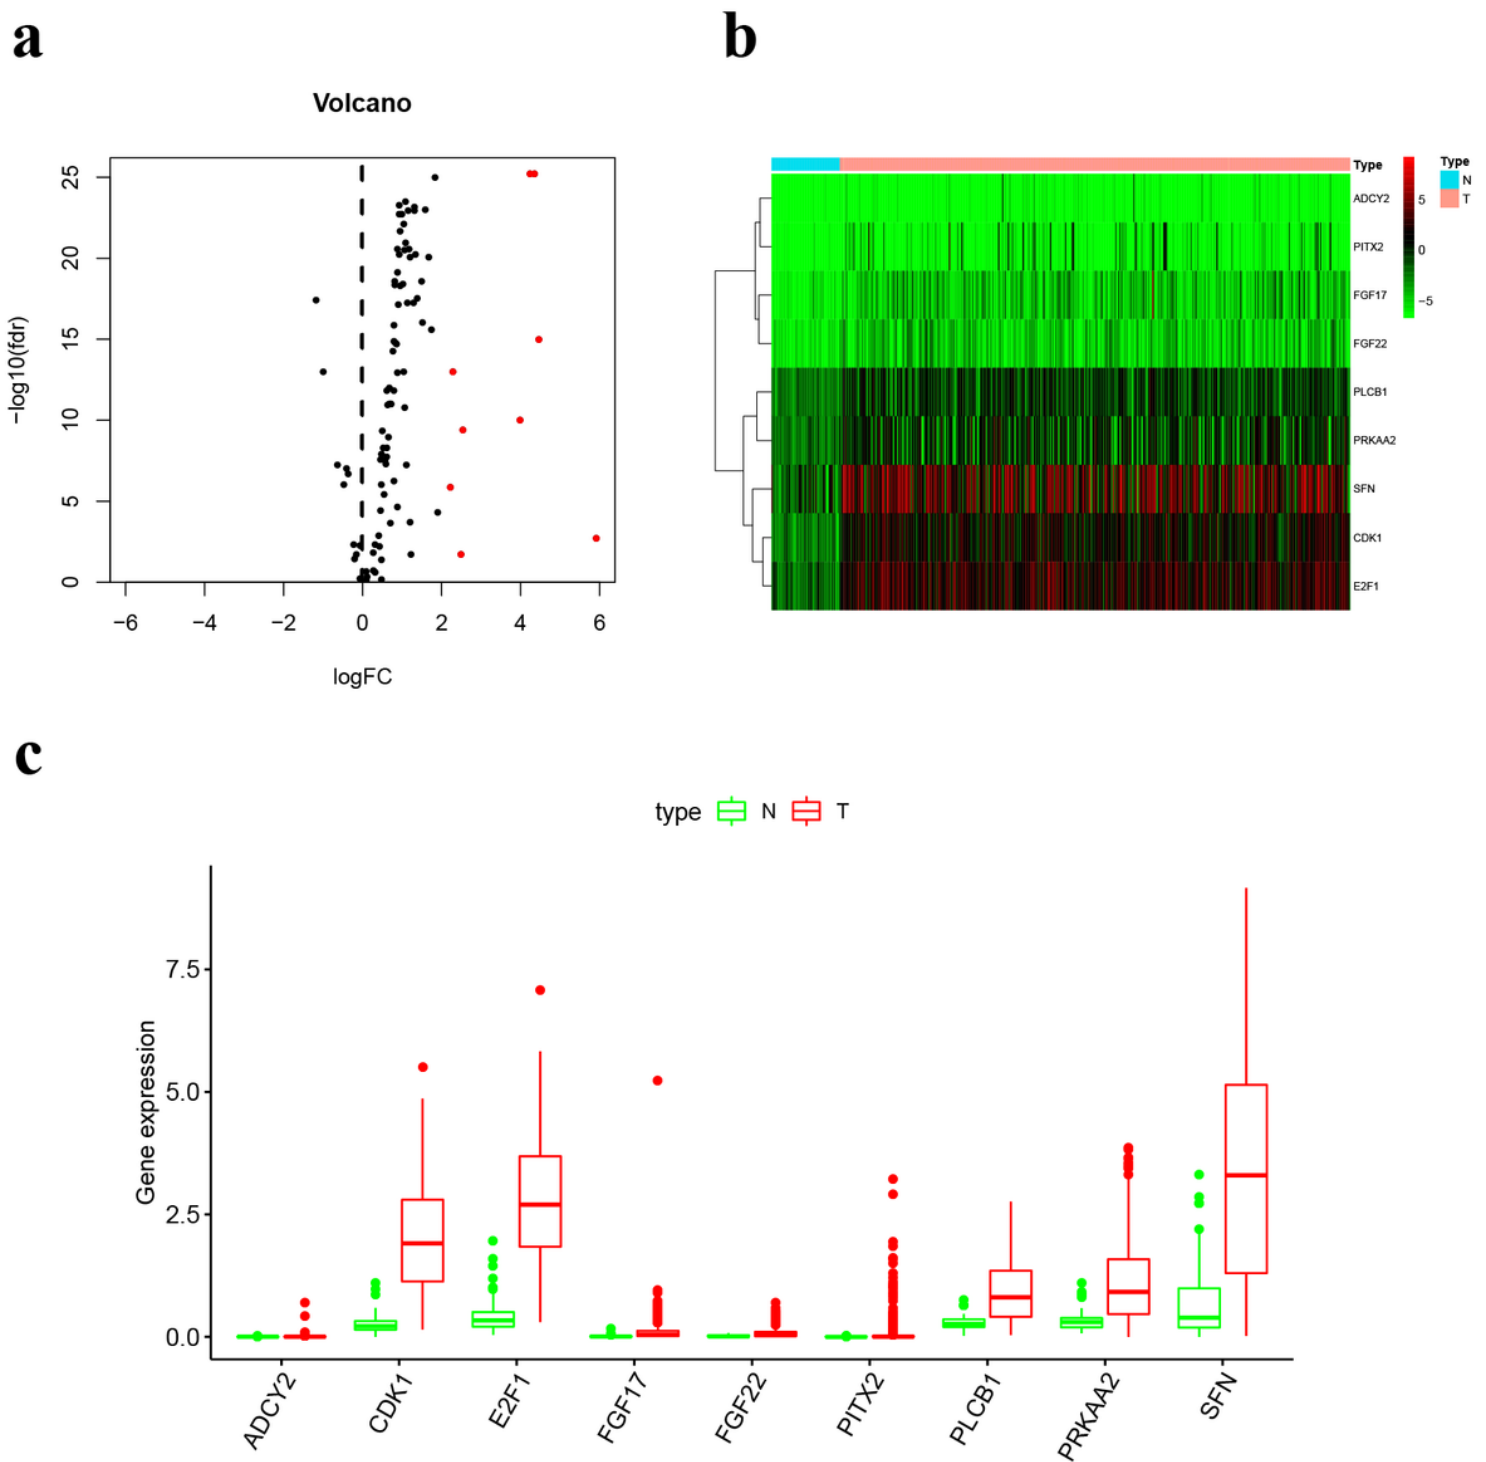 a
Volcano
25
20
15
10
5
0
−log10(fdr)
−6 −4 −2 0 2 4 6
logFC
b
Type
ADCY2
PITX2
FGF17
FGF22
PLCB1
PRKAA2
SFN
CDK1
E2F1
5
0
−5
Type
N
T
c
type N T
7.5
5.0
2.5
0.0
Gene expression
ADCY2 CDK1 E2F1 FGF17 FGF22 PITX2 PLCB1 PRKAA2 SFN